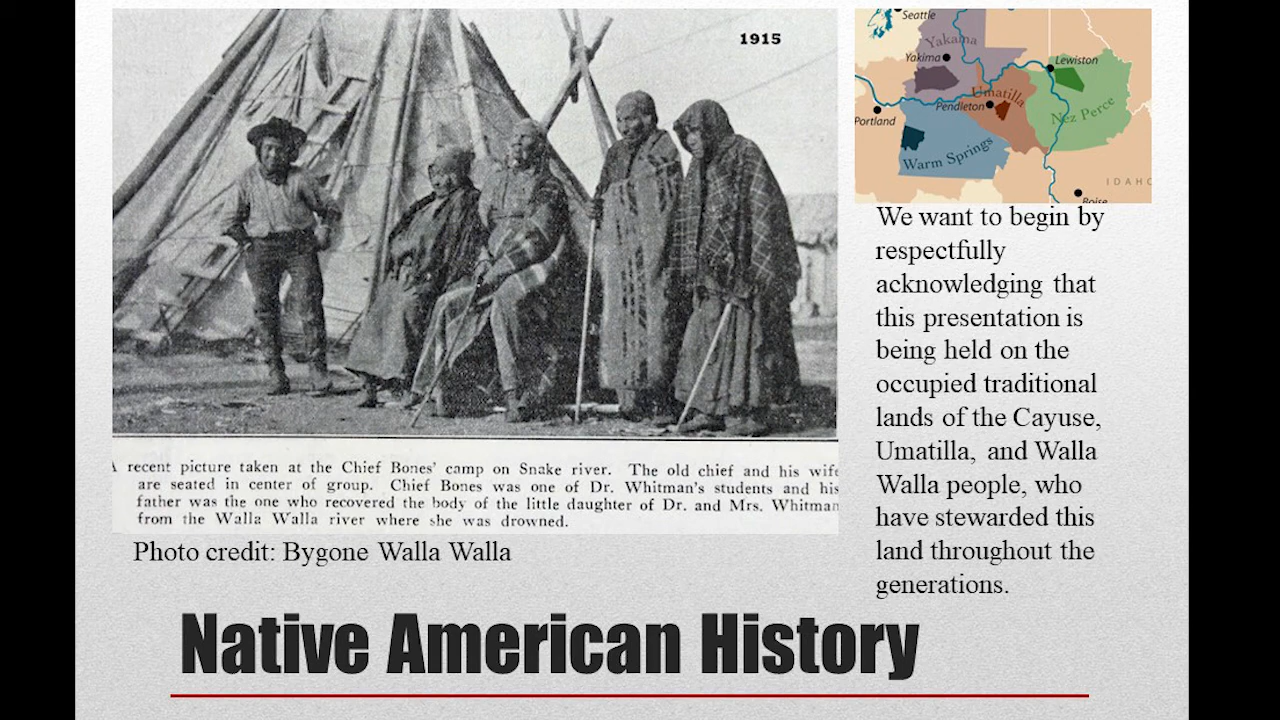 1915
A recent picture taken at the Chief Bones' camp on Snake river. The old chief and his wife
are seated in center of group. Chief Bones was one of Dr. Whitman's students and his
father was the one who recovered the body of the little daughter of Dr. and Mrs. Whitman
from the Walla Walla river where she was drowned.
Photo credit: Bygone Walla Walla
Seattle
Yakama
Yakima
Lewiston
Umatilla
Pendleton
Nez Perce
Portland
Warm Springs
IDAHO
Boise
We want to begin by
respectfully
acknowledging that
this presentation is
being held on the
occupied traditional
lands of the Cayuse,
Umatilla, and Walla
Walla people, who
have stewarded this
land throughout the
generations.
Native American History